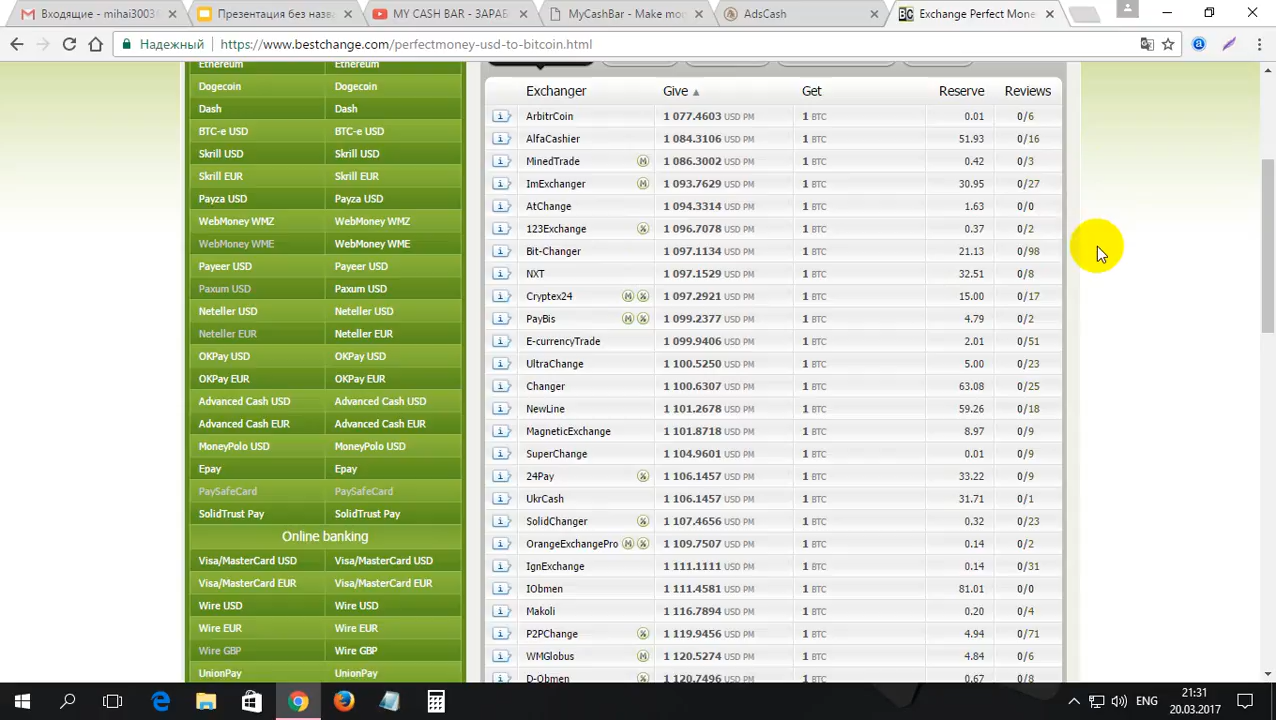 Входящие - mihai3003
Презентация без назв
MY CASH BAR - ЗАРАБ
MyCashBar - Make mo
AdsCash
Exchange Perfect Mone
Надежный
https://www.bestchange.com/perfectmoney-usd-to-bitcoin.html
Ethereum Ethereum
Dogecoin Dogecoin
Dash Dash
BTC-e USD BTC-e USD
Skrill USD Skrill USD
Skrill EUR Skrill EUR
Payza USD Payza USD
WebMoney WMZ WebMoney WMZ
WebMoney WME WebMoney WME
Payeer USD Payeer USD
Paxum USD Paxum USD
Neteller USD Neteller USD
Neteller EUR Neteller EUR
OKPay USD OKPay USD
OKPay EUR OKPay EUR
Advanced Cash USD Advanced Cash USD
Advanced Cash EUR Advanced Cash EUR
MoneyPolo USD MoneyPolo USD
Epay Epay
PaySafeCard PaySafeCard
SolidTrust Pay SolidTrust Pay
Online banking
Visa/MasterCard USD Visa/MasterCard USD
Visa/MasterCard EUR Visa/MasterCard EUR
Wire USD Wire USD
Wire EUR Wire EUR
Wire GBP Wire GBP
UnionPay UnionPay
Exchanger Give ▲ Get Reserve Reviews
ArbitrCoin 1 077.4603 USD PM 1 BTC 0.01 0/6
AlfaCashier 1 084.3106 USD PM 1 BTC 51.93 0/16
MinedTrade M 1 086.3002 USD PM 1 BTC 0.42 0/3
ImExchanger M 1 093.7629 USD PM 1 BTC 30.95 0/27
AtChange 1 094.3314 USD PM 1 BTC 1.63 0/0
123Exchange % 1 096.7078 USD PM 1 BTC 0.37 0/2
Bit-Changer 1 097.1134 USD PM 1 BTC 21.13 0/98
NXT 1 097.1529 USD PM 1 BTC 32.51 0/8
Cryptex24 M % 1 097.2921 USD PM 1 BTC 15.00 0/17
PayBis M % 1 099.2377 USD PM 1 BTC 4.79 0/2
E-currencyTrade 1 099.9406 USD PM 1 BTC 2.01 0/51
UltraChange 1 100.5250 USD PM 1 BTC 5.00 0/23
Changer 1 100.6307 USD PM 1 BTC 63.08 0/25
NewLine 1 101.2678 USD PM 1 BTC 59.26 0/18
MagneticExchange 1 101.8718 USD PM 1 BTC 8.97 0/9
SuperChange 1 104.9601 USD PM 1 BTC 0.01 0/9
24Pay % 1 106.1457 USD PM 1 BTC 33.22 0/9
UkrCash 1 106.1457 USD PM 1 BTC 31.71 0/1
SolidChanger % 1 107.4656 USD PM 1 BTC 0.32 0/23
OrangeExchangePro M % 1 109.7507 USD PM 1 BTC 0.14 0/2
IgnExchange 1 111.1111 USD PM 1 BTC 0.14 0/31
IObmen 1 111.4581 USD PM 1 BTC 81.01 0/0
Makoli 1 116.7894 USD PM 1 BTC 0.20 0/4
P2PChange % 1 119.9456 USD PM 1 BTC 4.94 0/71
WMGlobus M 1 120.5274 USD PM 1 BTC 4.84 0/6
D-Obmen % 1 120.7496 USD PM 1 BTC 0.67 0/8
ENG
21:31
20.03.2017